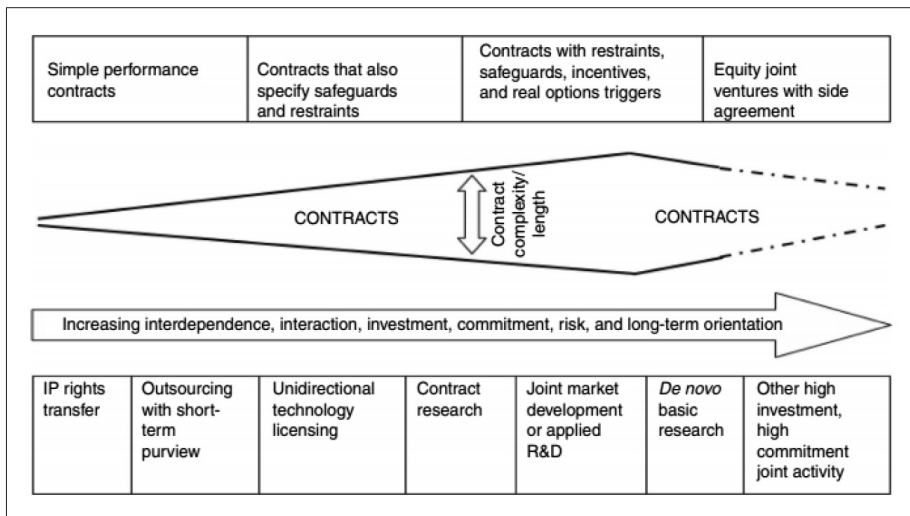 Simple performance
contracts
Contracts that also
specify safeguards
and restraints
Contracts with restraints,
safeguards, incentives,
and real options triggers
Equity joint
ventures with side
agreement
CONTRACTS
Contract
complexity/
length
CONTRACTS
Increasing interdependence, interaction, investment, commitment, risk, and long-term orientation
IP rights
transfer
Outsourcing
with short-
term
purview
Unidirectional
technology
licensing
Contract
research
Joint market
development
or applied
R&D
De novo
basic
research
Other high
investment,
high
commitment
joint activity